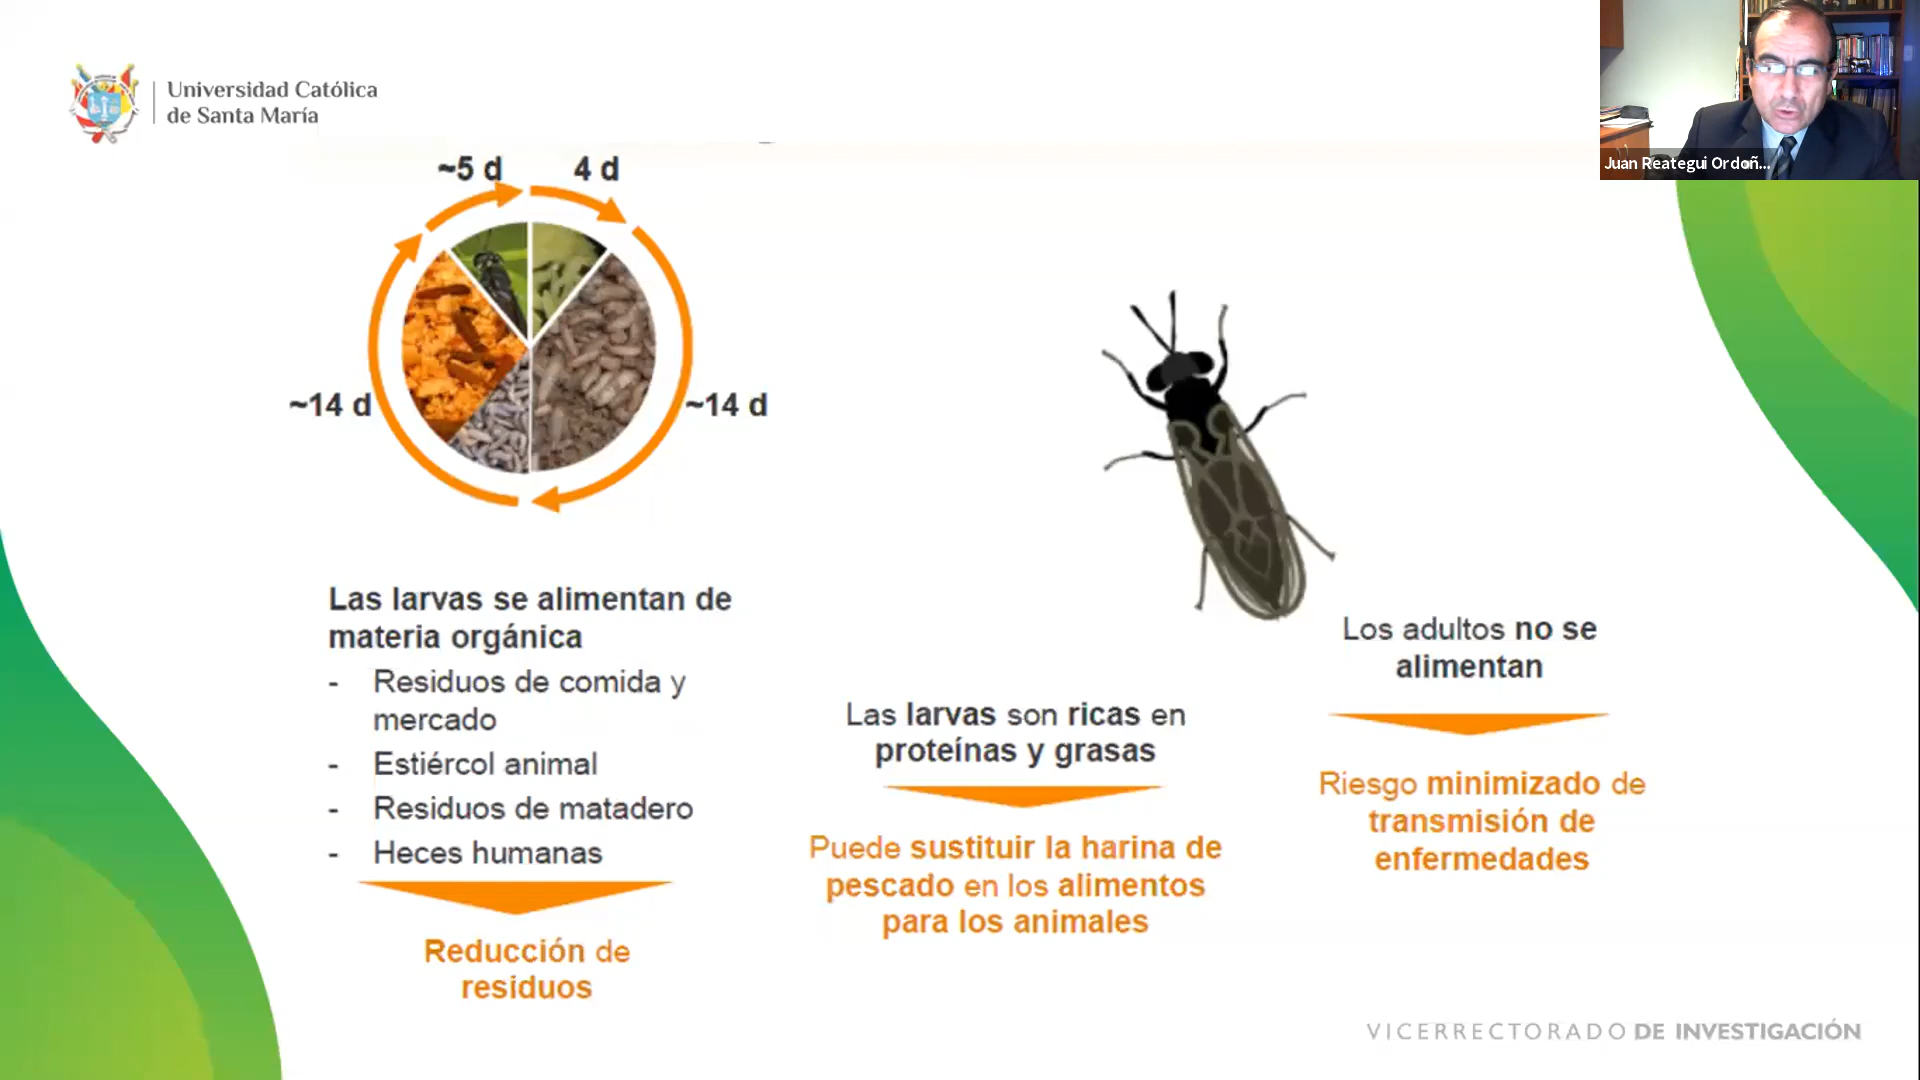 Universidad Católica
de Santa María
Juan Reategui Ordoñ...
~5 d
4 d
~14 d
~14 d
Las larvas se alimentan de
materia orgánica
- Residuos de comida y
mercado
- Estiércol animal
- Residuos de matadero
- Heces humanas
Reducción de
residuos
Las larvas son ricas en
proteínas y grasas
Puede sustituir la harina de
pescado en los alimentos
para los animales
Los adultos no se
alimentan
Riesgo minimizado de
transmisión de
enfermedades
VICERRECTORADO DE INVESTIGACIÓN